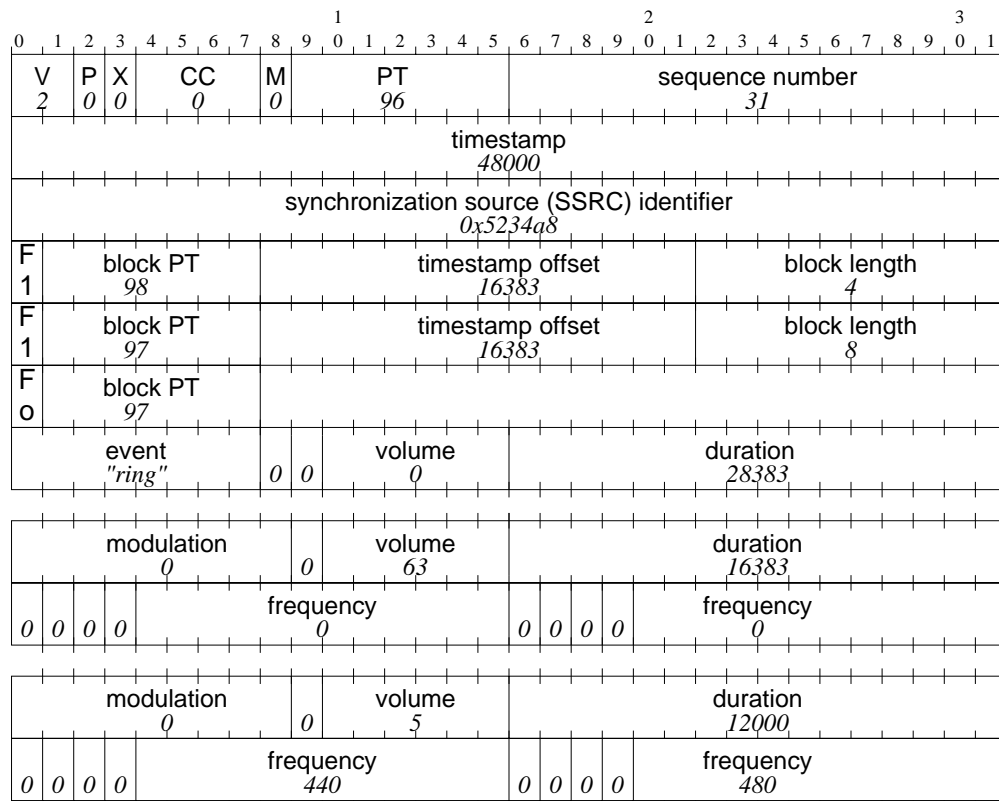 1 2 3
0 1 2 3 4 5 6 7 8 9 0 1 2 3 4 5 6 7 8 9 0 1 2 3 4 5 6 7 8 9 0 1
V P X CC M PT sequence number
2 0 0 0 0 96 31
timestamp
48000
synchronization source (SSRC) identifier
0x5234a8
F block PT timestamp offset block length
1 98 16383 4
F block PT timestamp offset block length
1 97 16383 8
F block PT
o 97
event volume duration
"ring" 0 0 0 28383
modulation volume duration
0 0 63 16383
frequency frequency
0 0 0 0 0 0 0 0 0 0
modulation volume duration
0 0 5 12000
frequency frequency
0 0 0 0 440 0 0 0 0 480